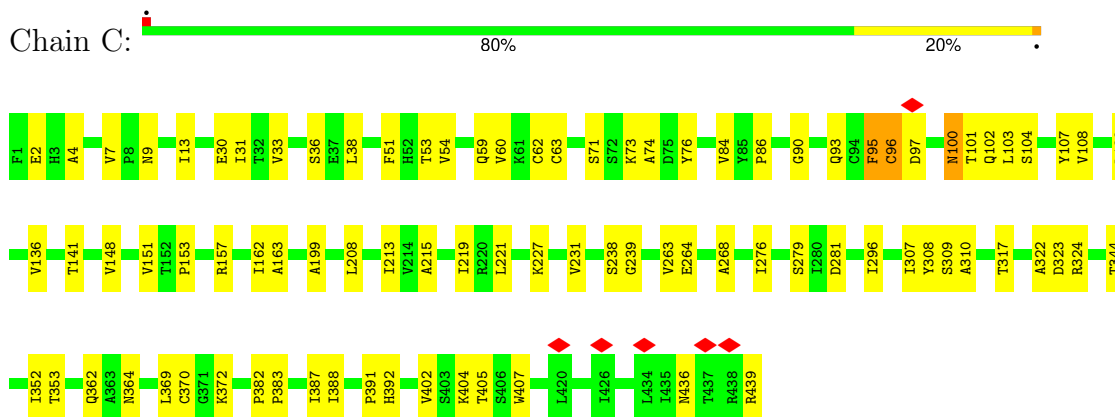 Chain C:
80%
20%
F1 E2 H3 A4 V7 P8 N9 I13 E30 I31 T32 V33 S36 E37 L38 F51 H52 T53 V54 Q59 V60 K61 C62 C63 S71 S72 K73 A74 D75 Y76 V84 Y85 P86 G90 Q93 C94 F95 C96 D97 N100 T101 Q102 L103 S104 Y107 V108
V136 T141 V148 V151 T152 P153 R157 I162 A163 A199 L208 I213 V214 A215 I219 R220 L221 K227 V231 S238 G239 V263 E264 A268 I276 S279 I280 D281 I296 I307 Y308 S309 A310 T317 A322 D323 R324 T344
I352 T353 Q362 A363 N364 L369 C370 G371 K372 P382 P383 I387 I388 P391 H392 V402 S403 K404 T405 S406 W407 L420 I426 L434 I435 N436 T437 R438 R439